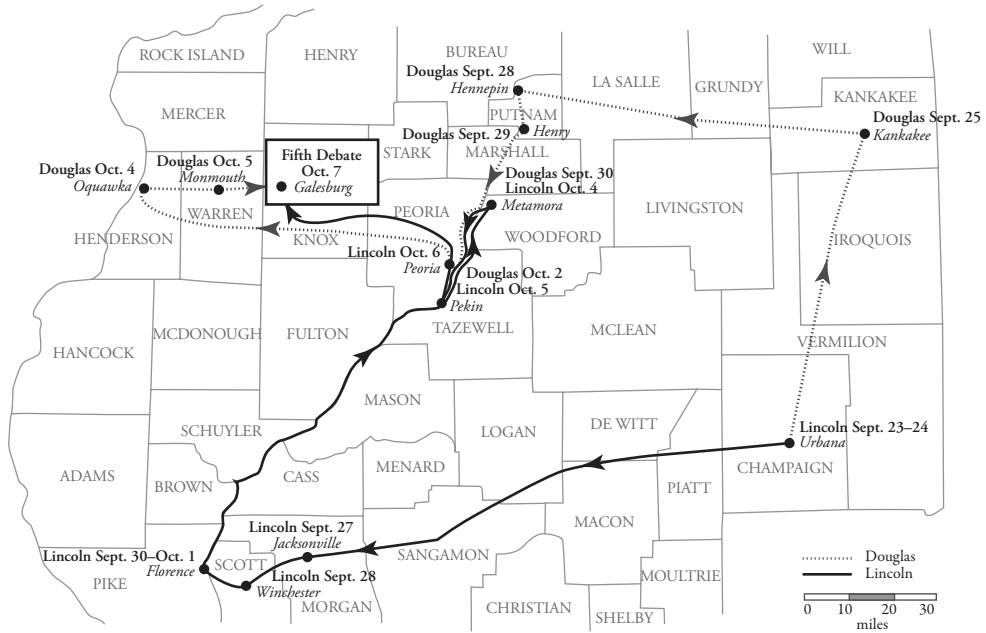 ROCK ISLAND
HENRY
BUREAU
WILL
LA SALLE
GRUNDY
Douglas Sept. 28
Hennepin
KANKAKEE
MERCER
PUTNAM
Douglas Sept. 25
Kankakee
Douglas Sept. 29
Henry
STARK
MARSHALL
Fifth Debate
Oct. 7
Galesburg
Douglas Oct. 4
Oquawka
Douglas Oct. 5
Monmouth
Douglas Sept. 30
Lincoln Oct. 4
Metamora
WARREN
PEORIA
LIVINGSTON
HENDERSON
KNOX
WOODFORD
IROQUOIS
Lincoln Oct. 6
Peoria
Douglas Oct. 2
Lincoln Oct. 5
Pekin
MCDONOUGH
FULTON
TAZEWELL
MCLEAN
VERMILION
HANCOCK
MASON
SCHUYLER
LOGAN
DE WITT
Lincoln Sept. 23–24
Urbana
ADAMS
BROWN
CASS
MENARD
CHAMPAIGN
PIATT
MACON
Lincoln Sept. 27
Jacksonville
SANGAMON
Lincoln Sept. 30–Oct. 1
Florence
SCOTT
PIKE
Lincoln Sept. 28
Winchester
MORGAN
CHRISTIAN
SHELBY
MOULTRIE
Douglas
Lincoln
0 10 20 30
miles